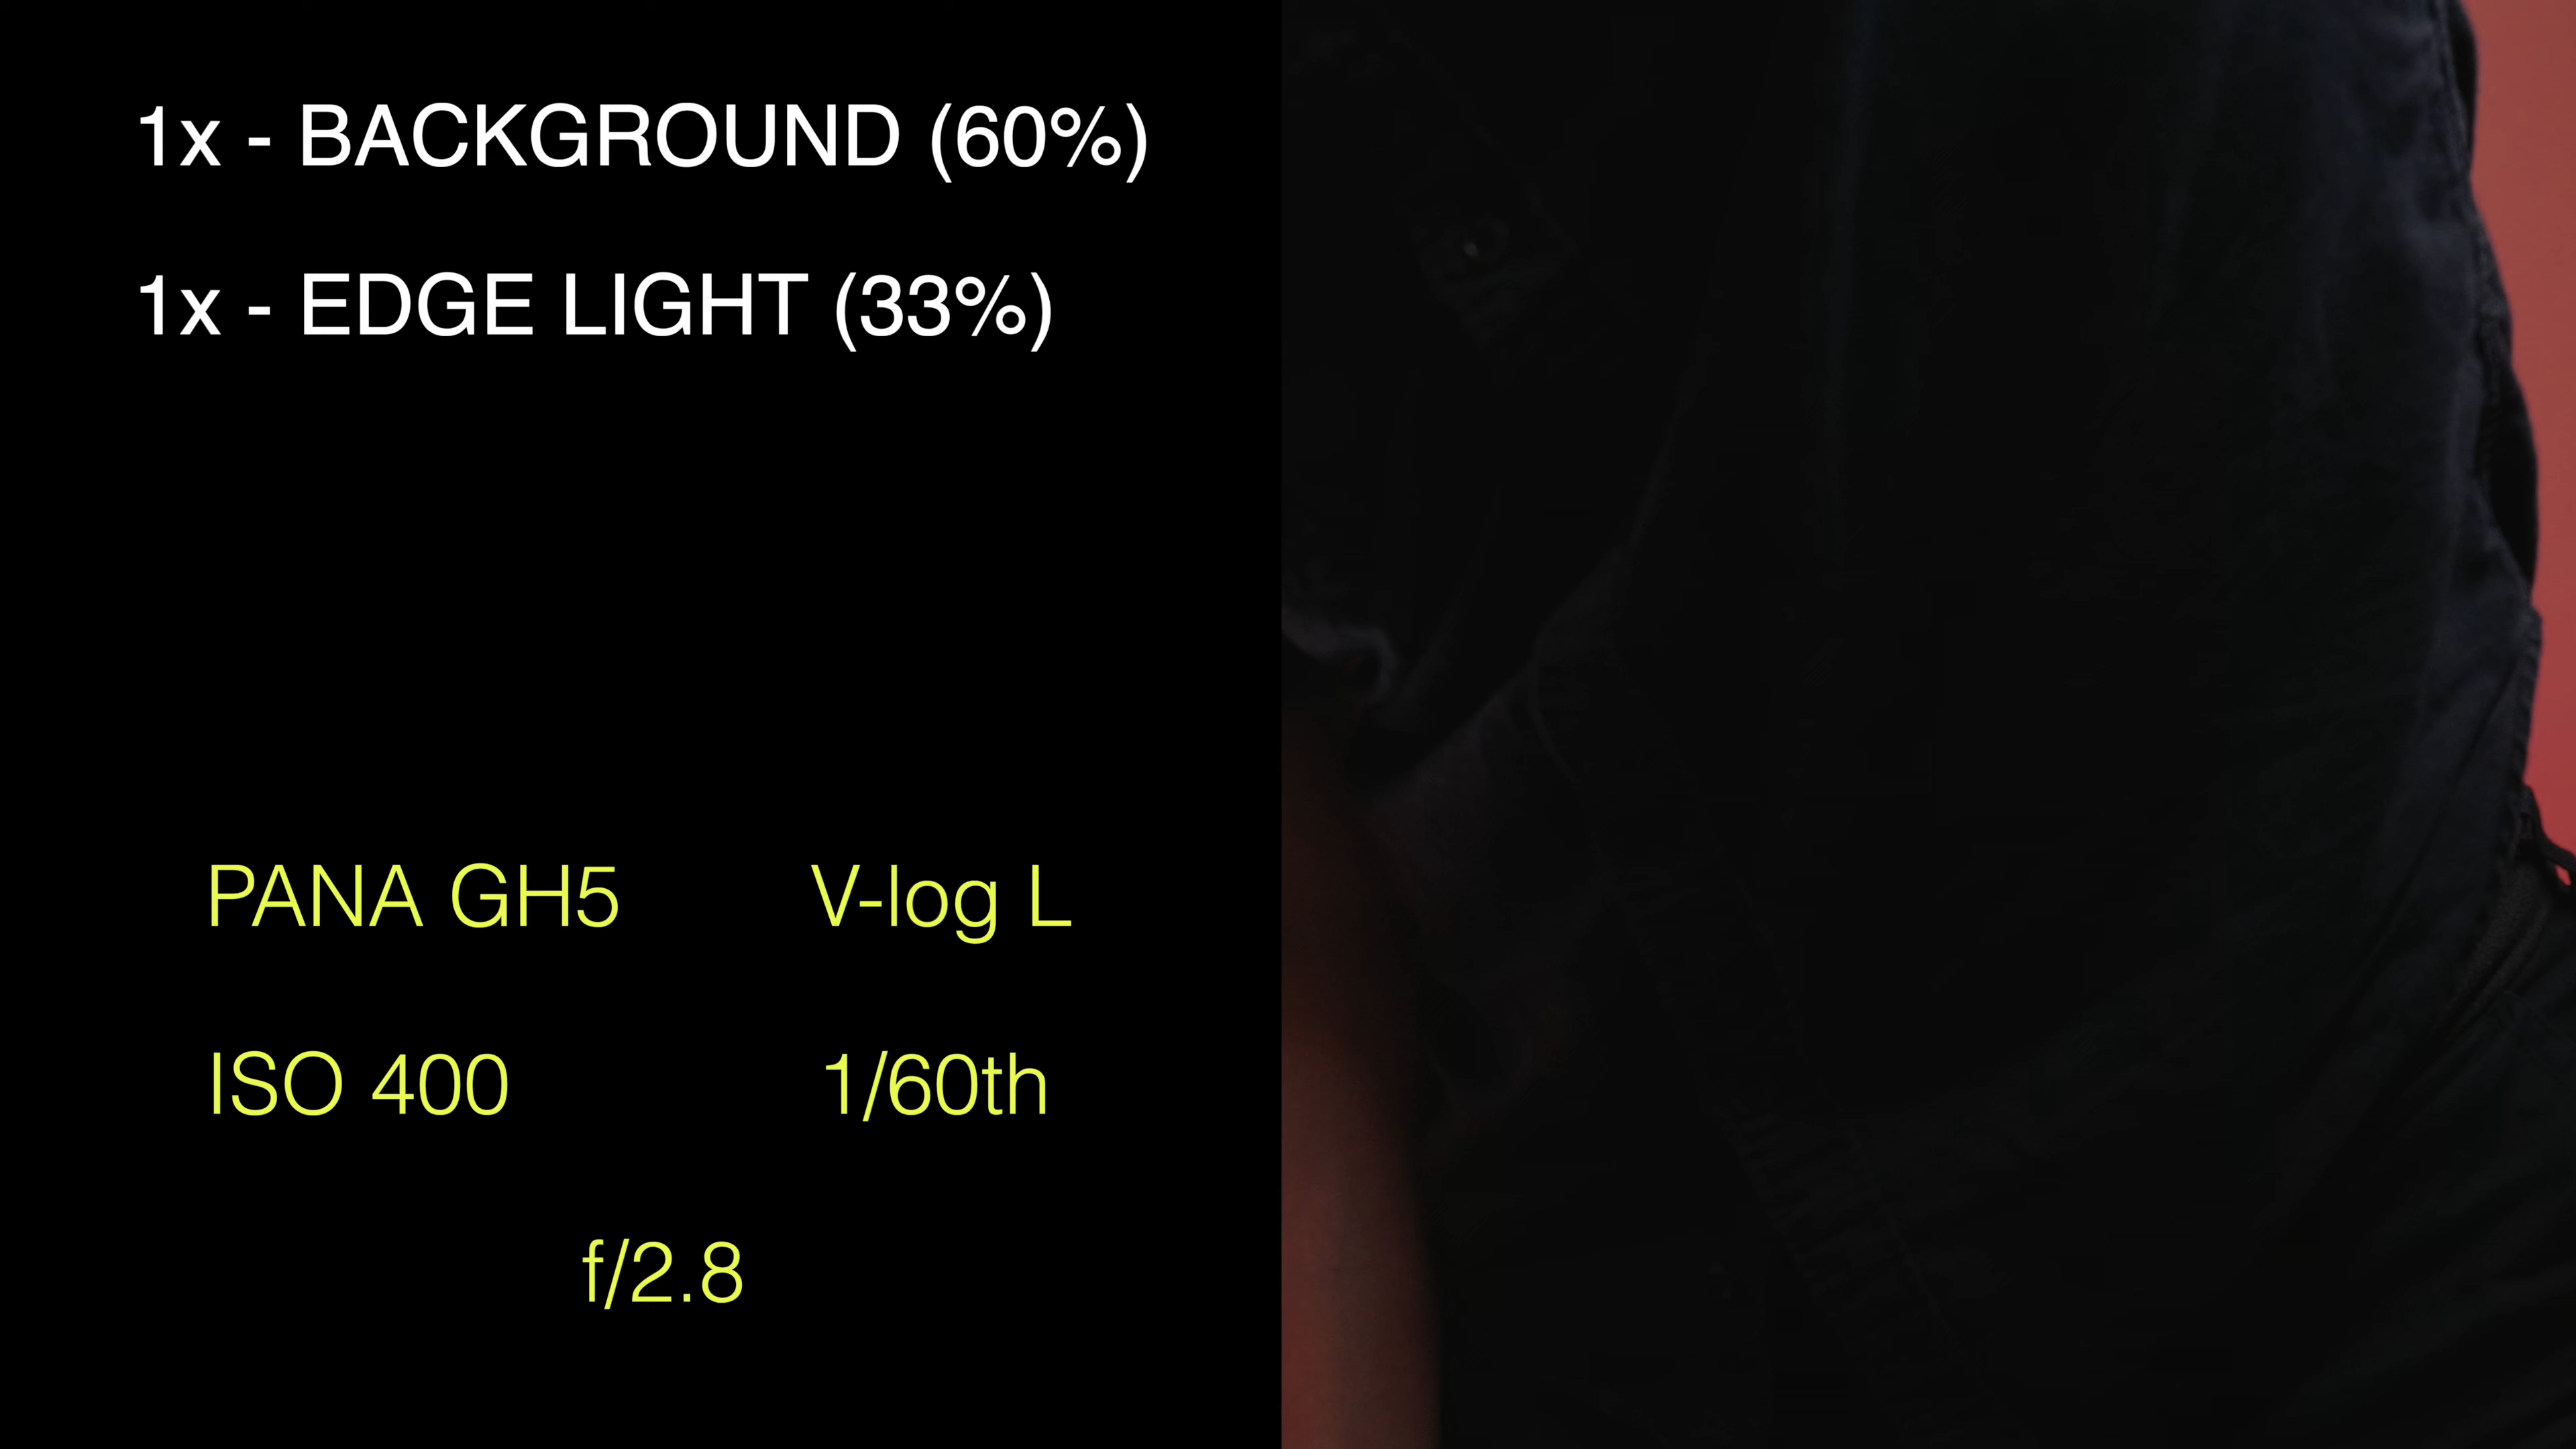 1x - BACKGROUND (60%)
1x - EDGE LIGHT (33%)
PANA GH5 V-log L
ISO 400 1/60th
f/2.8